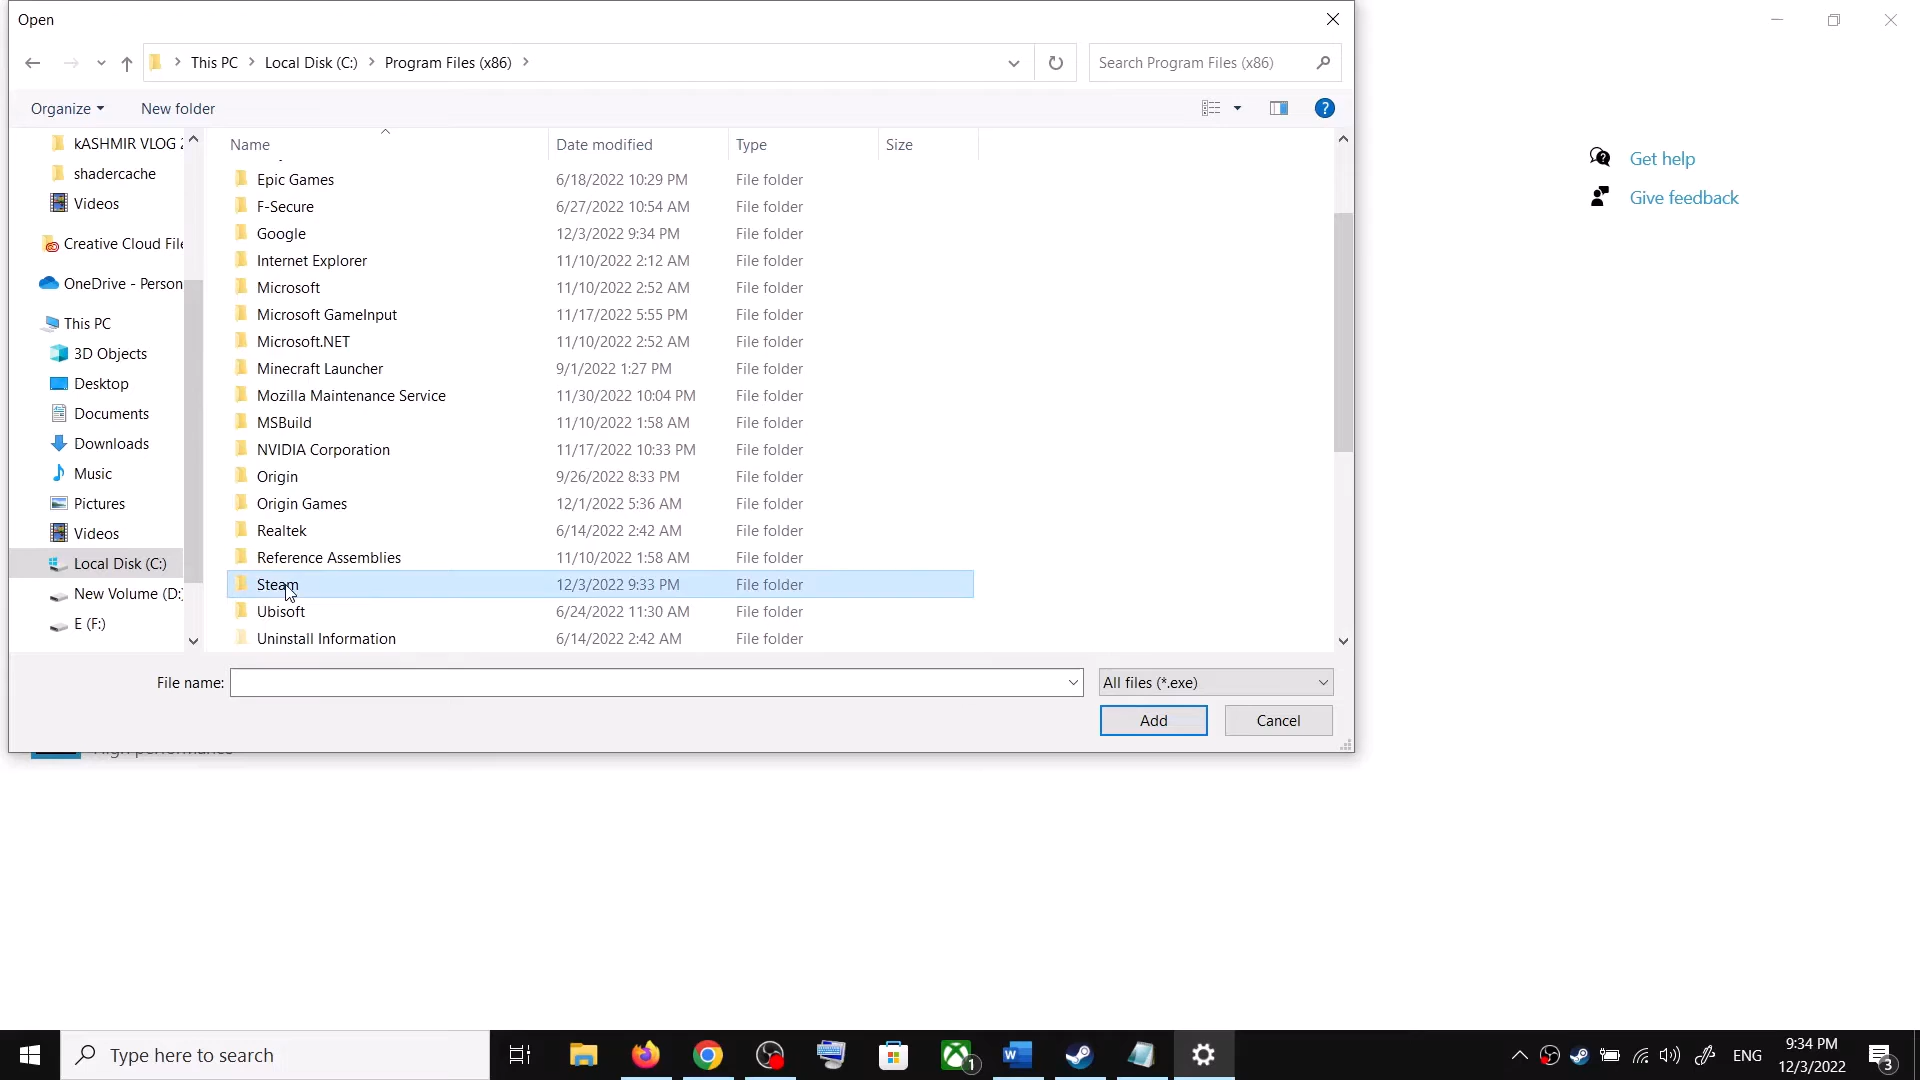 Open
This PC
Local Disk (C:)
Program Files (x86)
Search Program Files (x86)
Organize
New folder
Name
Date modified
Type
Size
kASHMIR VLOG 2
shadercache
Videos
Creative Cloud File
OneDrive - Person
This PC
3D Objects
Desktop
Documents
Downloads
Music
Pictures
Videos
Local Disk (C:)
New Volume (D:)
E (F:)
Epic Games 6/18/2022 10:29 PM File folder
F-Secure 6/27/2022 10:54 AM File folder
Google 12/3/2022 9:34 PM File folder
Internet Explorer 11/10/2022 2:12 AM File folder
Microsoft 11/10/2022 2:52 AM File folder
Microsoft GameInput 11/17/2022 5:55 PM File folder
Microsoft.NET 11/10/2022 2:52 AM File folder
Minecraft Launcher 9/1/2022 1:27 PM File folder
Mozilla Maintenance Service 11/30/2022 10:04 PM File folder
MSBuild 11/10/2022 1:58 AM File folder
NVIDIA Corporation 11/17/2022 10:33 PM File folder
Origin 9/26/2022 8:33 PM File folder
Origin Games 12/1/2022 5:36 AM File folder
Realtek 6/14/2022 2:42 AM File folder
Reference Assemblies 11/10/2022 1:58 AM File folder
Steam 12/3/2022 9:33 PM File folder
Ubisoft 6/24/2022 11:30 AM File folder
Uninstall Information 6/14/2022 2:42 AM File folder
File name:
All files (*.exe)
Add
Cancel
High performance
Get help
Give feedback
Type here to search
1
ENG
9:34 PM
12/3/2022
3